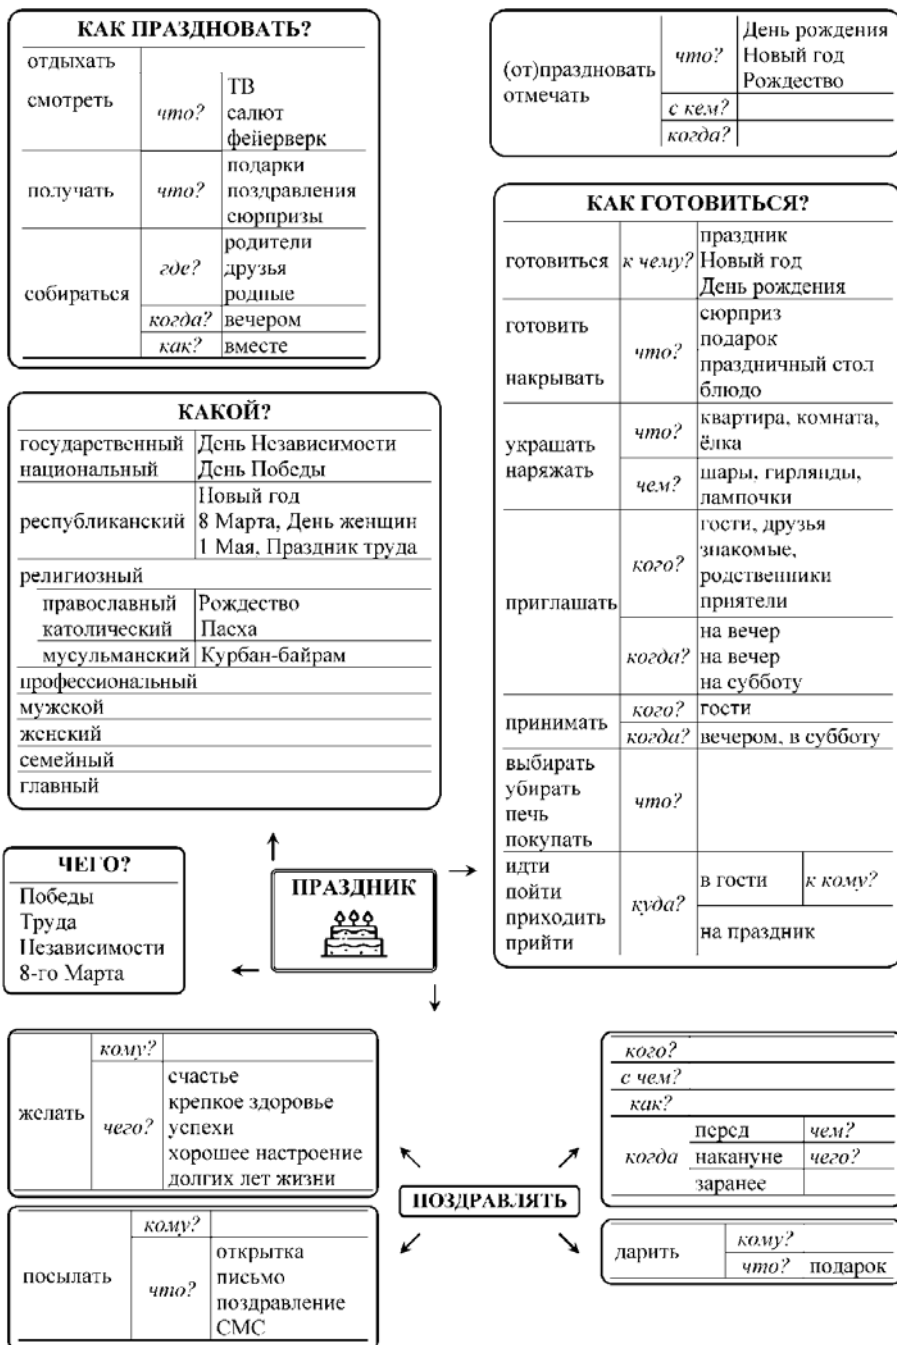 КАК ПРАЗДНОВАТЬ?
отдыхать
смотреть
что?
ТВ
салют
фейерверк
получать
что?
подарки
поздравления
сюрпризы
собираться
где?
родители
друзья
родные
когда? вечером
как? вместе
(от)праздновать
отмечать
что?
День рождения
Новый год
Рождество
с кем?
когда?
КАК ГОТОВИТЬСЯ?
готовиться
к чему?
праздник
Новый год
День рождения
готовить
накрывать
что?
сюрприз
подарок
праздничный стол
блюдо
украшать
наряжать
что?
квартира, комната,
ёлка
чем?
шары, гирлянды,
лампочки
приглашать
кого?
гости, друзья
знакомые,
родственники
приятели
когда?
на вечер
на вечер
на субботу
принимать
кого? гости
когда? вечером, в субботу
выбирать
убирать
печь
покупать
что?
идти
пойти
приходить
прийти
куда?
в гости к кому?
на праздник
КАКОЙ?
государственный День Независимости
национальный День Победы
республиканский
Новый год
8 Марта, День женщин
1 Мая, Праздник труда
религиозный
православный Рождество
католический Пасха
мусульманский Курбан-байрам
профессиональный
мужской
женский
семейный
главный
ЧЕГО?
Победы
Труда
Независимости
8-го Марта
ПРАЗДНИК
желать
кому?
чего?
счастье
крепкое здоровье
успехи
хорошее настроение
долгих лет жизни
посылать
кому?
что?
открытка
письмо
поздравление
СМС
ПОЗДРАВЛЯТЬ
кого?
с чем?
как?
когда
перед чем?
накануне чего?
заранее
дарить
кому?
что? подарок